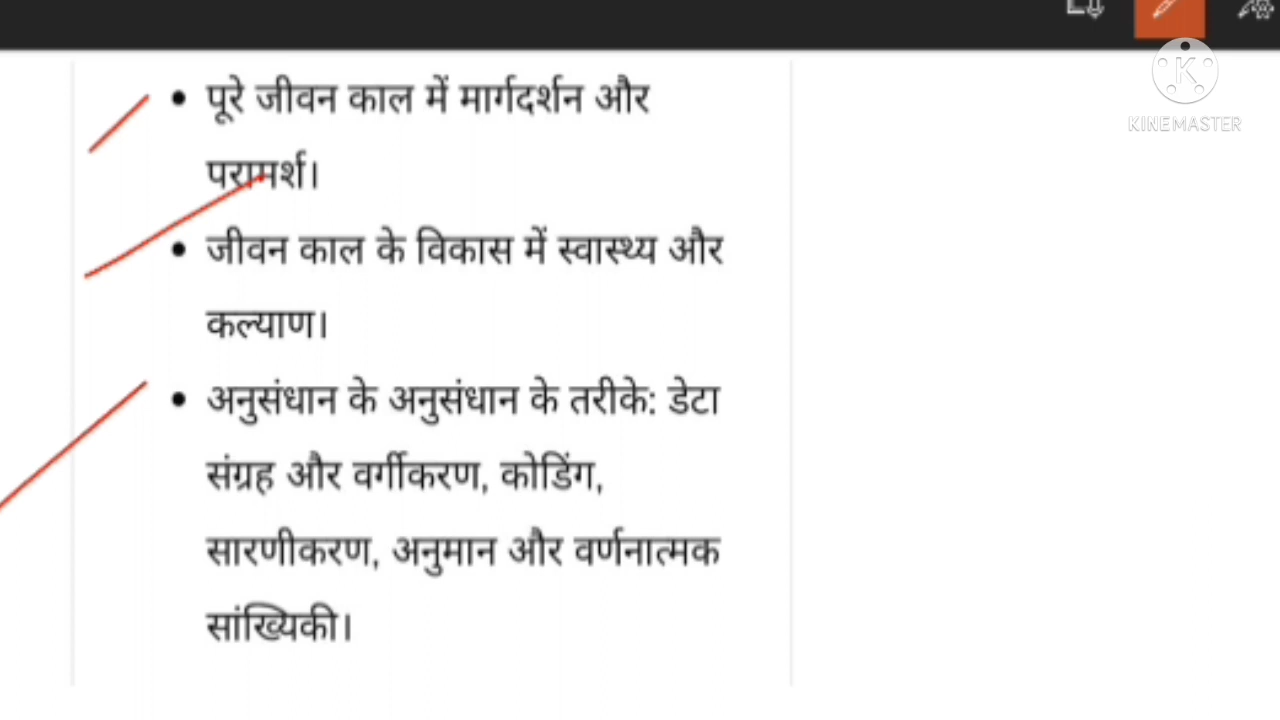 • पूरे जीवन काल में मार्गदर्शन और
परामर्श।
• जीवन काल के विकास में स्वास्थ्य और
कल्याण।
• अनुसंधान के अनुसंधान के तरीके: डेटा
संग्रह और वर्गीकरण, कोडिंग,
सारणीकरण, अनुमान और वर्णनात्मक
सांख्यिकी।
K
KINEMASTER